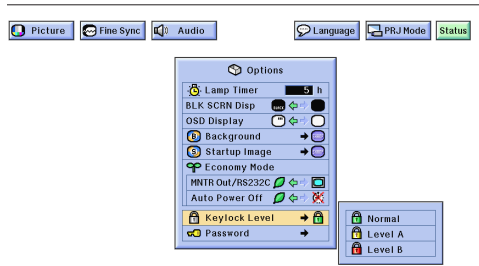 Picture Fine Sync Audio Language PRJ Mode Status
Options
Lamp Timer 5 h
BLK SCRN Disp
OSD Display
Background
Startup Image
Economy Mode
MNTR Out/RS232C
Auto Power Off
Keylock Level
Password
Normal
Level A
Level B